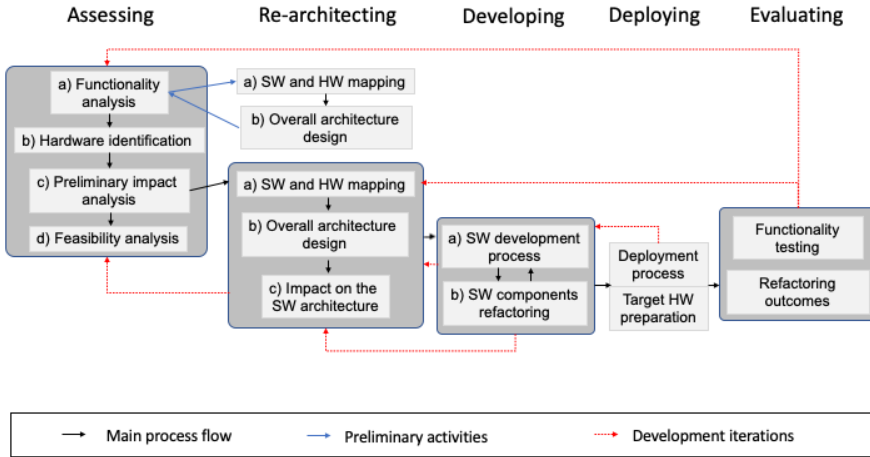 Assessing
Re-architecting
Developing
Deploying
Evaluating
a) Functionality
analysis
b) Hardware identification
c) Preliminary impact
analysis
d) Feasibility analysis
a) SW and HW mapping
b) Overall architecture
design
a) SW and HW mapping
b) Overall architecture
design
c) Impact on the
SW architecture
a) SW development
process
b) SW components
refactoring
Deployment
process
Target HW
preparation
Functionality
testing
Refactoring
outcomes
Main process flow
Preliminary activities
Development iterations